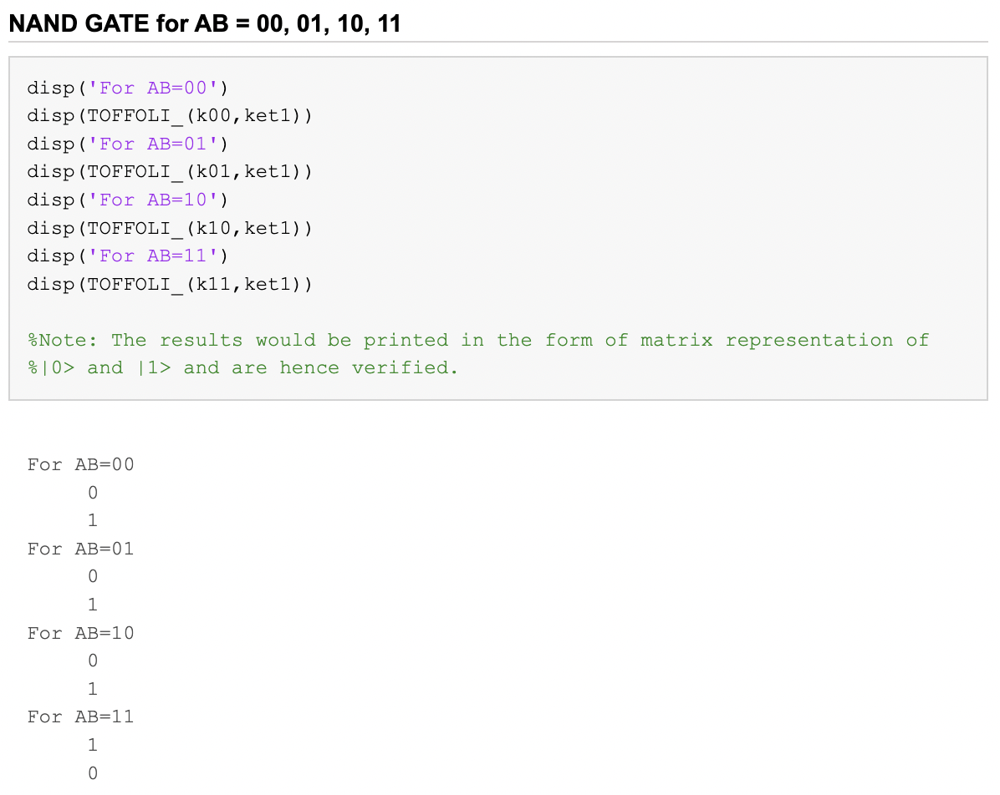 NAND GATE for AB = 00, 01, 10, 11
disp('For AB=00')
disp(TOFFOLI_(k00,ket1))
disp('For AB=01')
disp(TOFFOLI_(k01,ket1))
disp('For AB=10')
disp(TOFFOLI_(k10,ket1))
disp('For AB=11')
disp(TOFFOLI_(k11,ket1))
%Note: The results would be printed in the form of matrix representation of
%|0> and |1> and are hence verified.
For AB=00
0
1
For AB=01
0
1
For AB=10
0
1
For AB=11
1
0